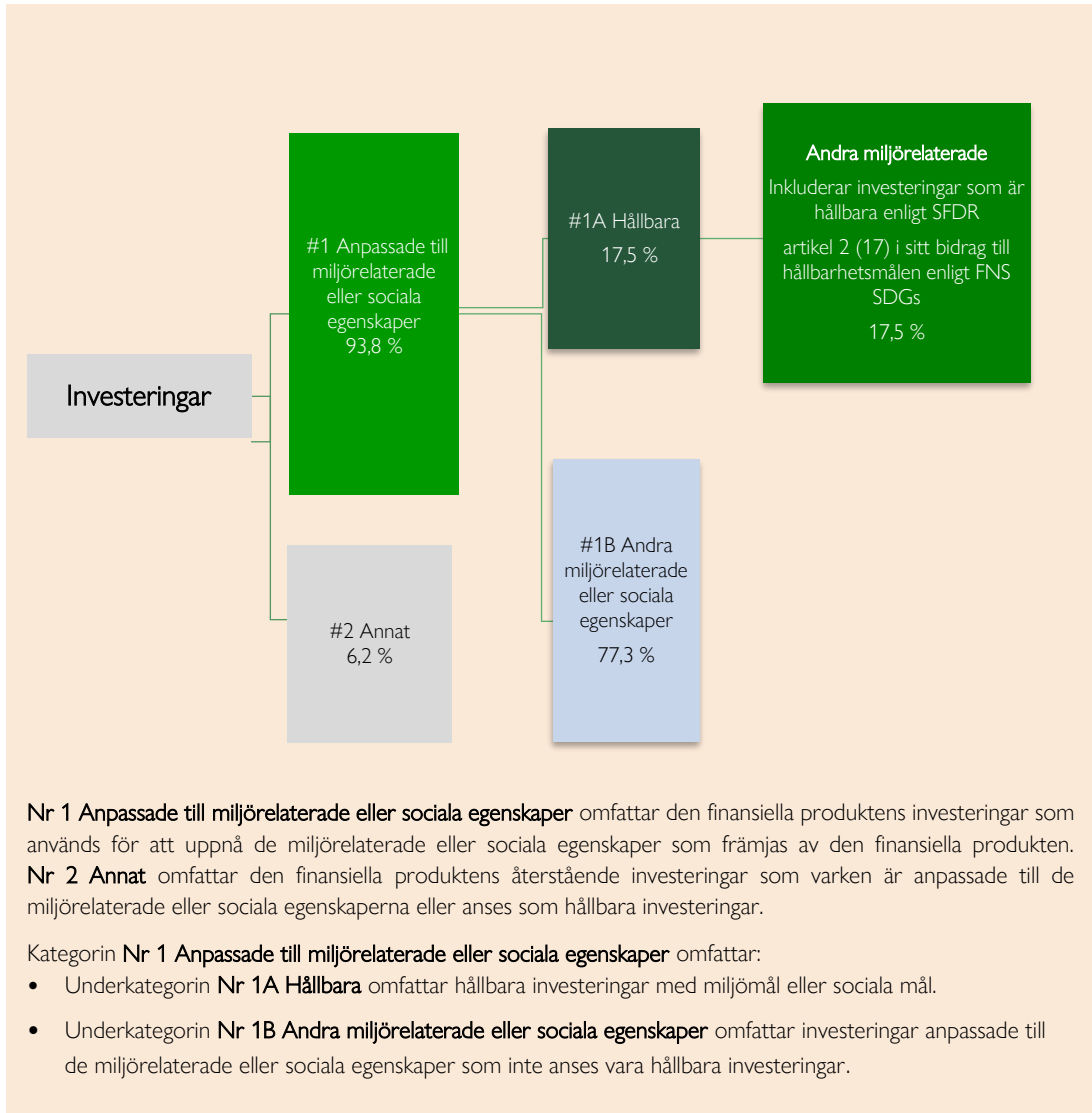 Investeringar
#1 Anpassade till
miljörelaterade
eller sociala
egenskaper
93,8 %
#2 Annat
6,2 %
#1A Hållbara
17,5 %
#1B Andra
miljörelaterade
eller sociala
egenskaper
77,3 %
Andra miljörelaterade
Inkluderar investeringar som är
hållbara enligt SFDR
artikel 2 (17) i sitt bidrag till
hållbarhetsmålen enligt FNS
SDGs
17,5 %
Nr 1 Anpassade till miljörelaterade eller sociala egenskaper omfattar den finansiella produktens investeringar som
används för att uppnå de miljörelaterade eller sociala egenskaper som främjas av den finansiella produkten.
Nr 2 Annat omfattar den finansiella produktens återstående investeringar som varken är anpassade till de
miljörelaterade eller sociala egenskaperna eller anses som hållbara investeringar.
Kategorin Nr 1 Anpassade till miljörelaterade eller sociala egenskaper omfattar:
• Underkategorin Nr 1A Hållbara omfattar hållbara investeringar med miljömål eller sociala mål.
• Underkategorin Nr 1B Andra miljörelaterade eller sociala egenskaper omfattar investeringar anpassade till
de miljörelaterade eller sociala egenskaper som inte anses vara hållbara investeringar.